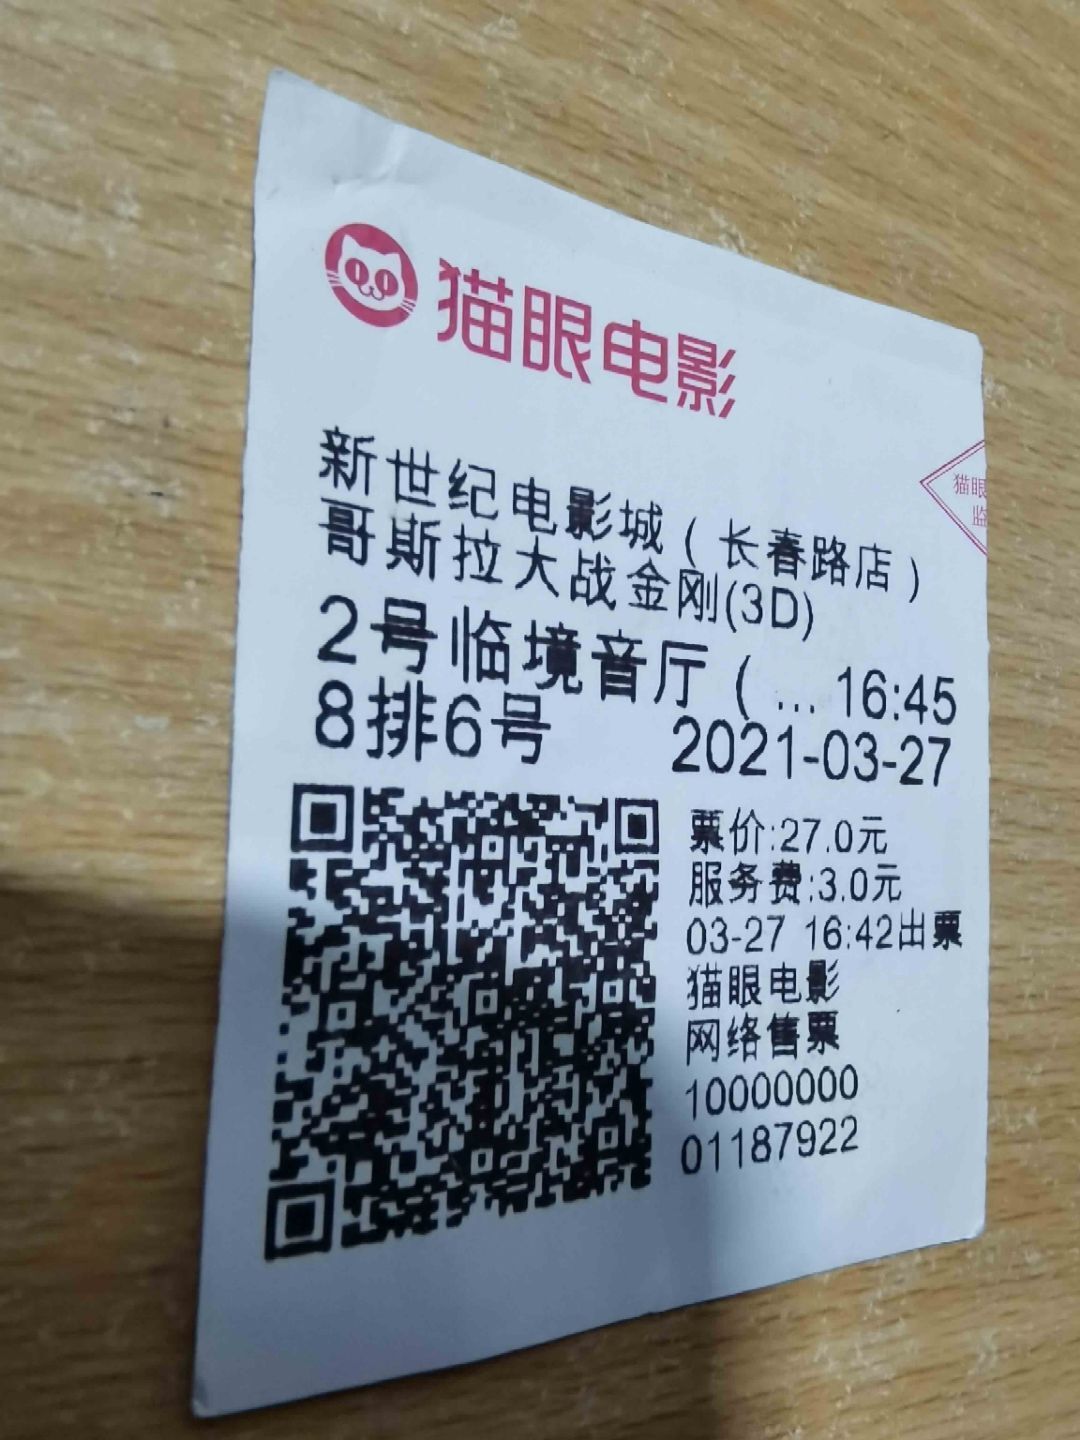 猫眼电影
新世纪电影城（长春路店）
哥斯拉大战金刚(3D)
2号临境音厅（... 16:45
8排6号 2021-03-27
票价:27.0元
服务费:3.0元
03-27 16:42出票
猫眼电影
网络售票
10000000
01187922
猫眼
监